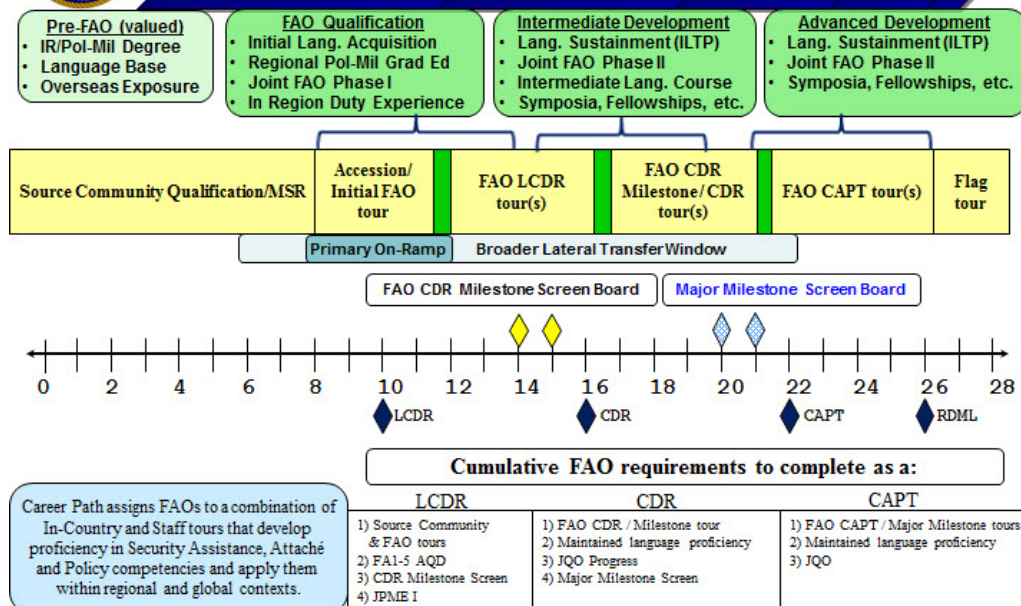 Pre-FAO (valued)
• IR/Pol-Mil Degree
• Language Base
• Overseas Exposure
FAO Qualification
• Initial Lang. Acquisition
• Regional Pol-Mil Grad Ed
• Joint FAO Phase I
• In Region Duty Experience
Intermediate Development
• Lang. Sustainment (ILTP)
• Joint FAO Phase II
• Intermediate Lang. Course
• Symposia, Fellowships, etc.
Advanced Development
• Lang. Sustainment (ILTP)
• Joint FAO Phase II
• Symposia, Fellowships, etc.
Source Community Qualification/MSR
Accession/
Initial FAO
tour
FAO LCDR
tour(s)
FAO CDR
Milestone/CDR
tour(s)
FAO CAPT tour(s)
Flag
tour
Primary On-Ramp
Broader Lateral Transfer Window
FAO CDR Milestone Screen Board
Major Milestone Screen Board
0 2 4 6 8 10 12 14 16 18 20 22 24 26 28
LCDR
CDR
CAPT
RDML
Cumulative FAO requirements to complete as a:
Career Path assigns FAOs to a combination of
In-Country and Staff tours that develop
proficiency in Security Assistance, Attaché
and Policy competencies and apply them
within regional and global contexts.
LCDR
1) Source Community
& FAO tours
2) FA1-5 AQD
3) CDR Milestone Screen
4) JPME I
CDR
1) FAO CDR / Milestone tour
2) Maintained language proficiency
3) JQO Progress
4) Major Milestone Screen
CAPT
1) FAO CAPT / Major Milestone tours
2) Maintained language proficiency
3) JQO